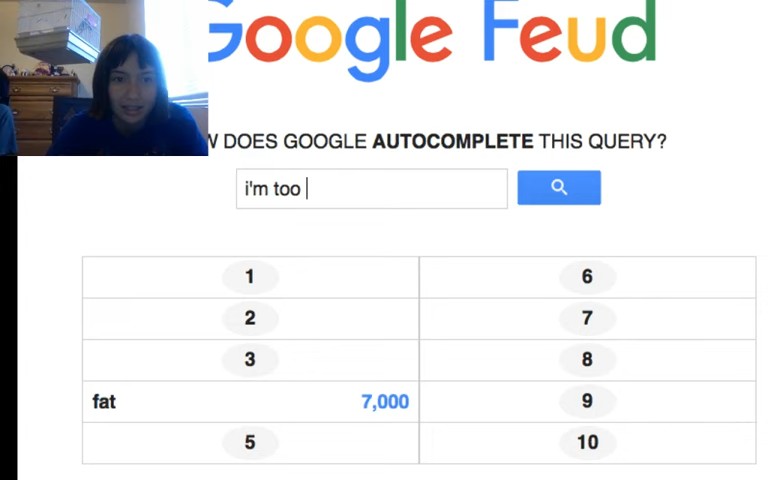 Google Feud
W DOES GOOGLE AUTOCOMPLETE THIS QUERY?
i'm too
1
6
2
7
3
8
fat 7,000
9
5
10